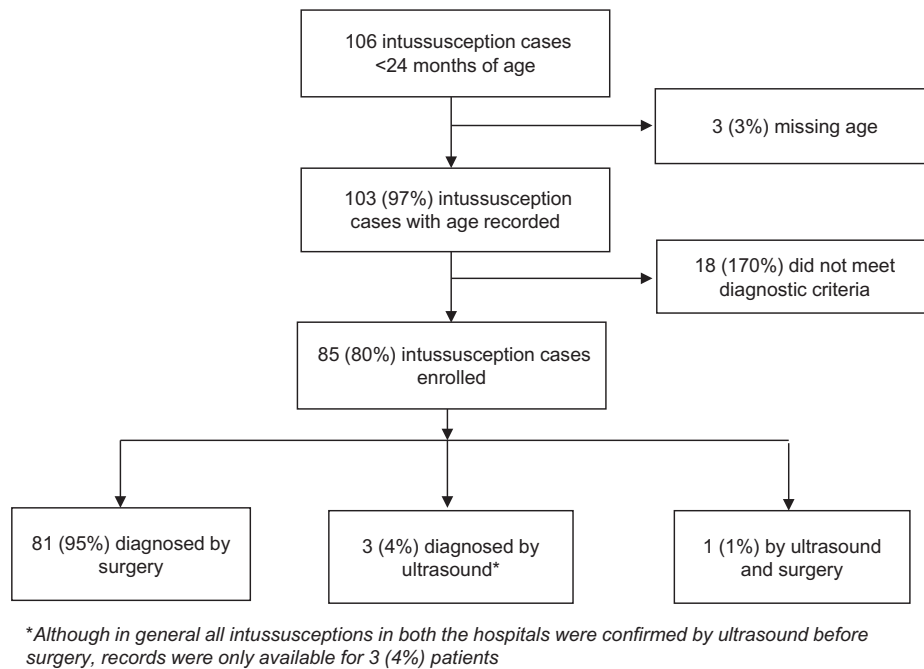 106 intussusception cases
<24 months of age
3 (3%) missing age
103 (97%) intussusception
cases with age recorded
18 (170%) did not meet
diagnostic criteria
85 (80%) intussusception cases
enrolled
81 (95%) diagnosed by
surgery
3 (4%) diagnosed by
ultrasound*
1 (1%) by ultrasound
and surgery
*Although in general all intussusceptions in both the hospitals were confirmed by ultrasound before
surgery, records were only available for 3 (4%) patients